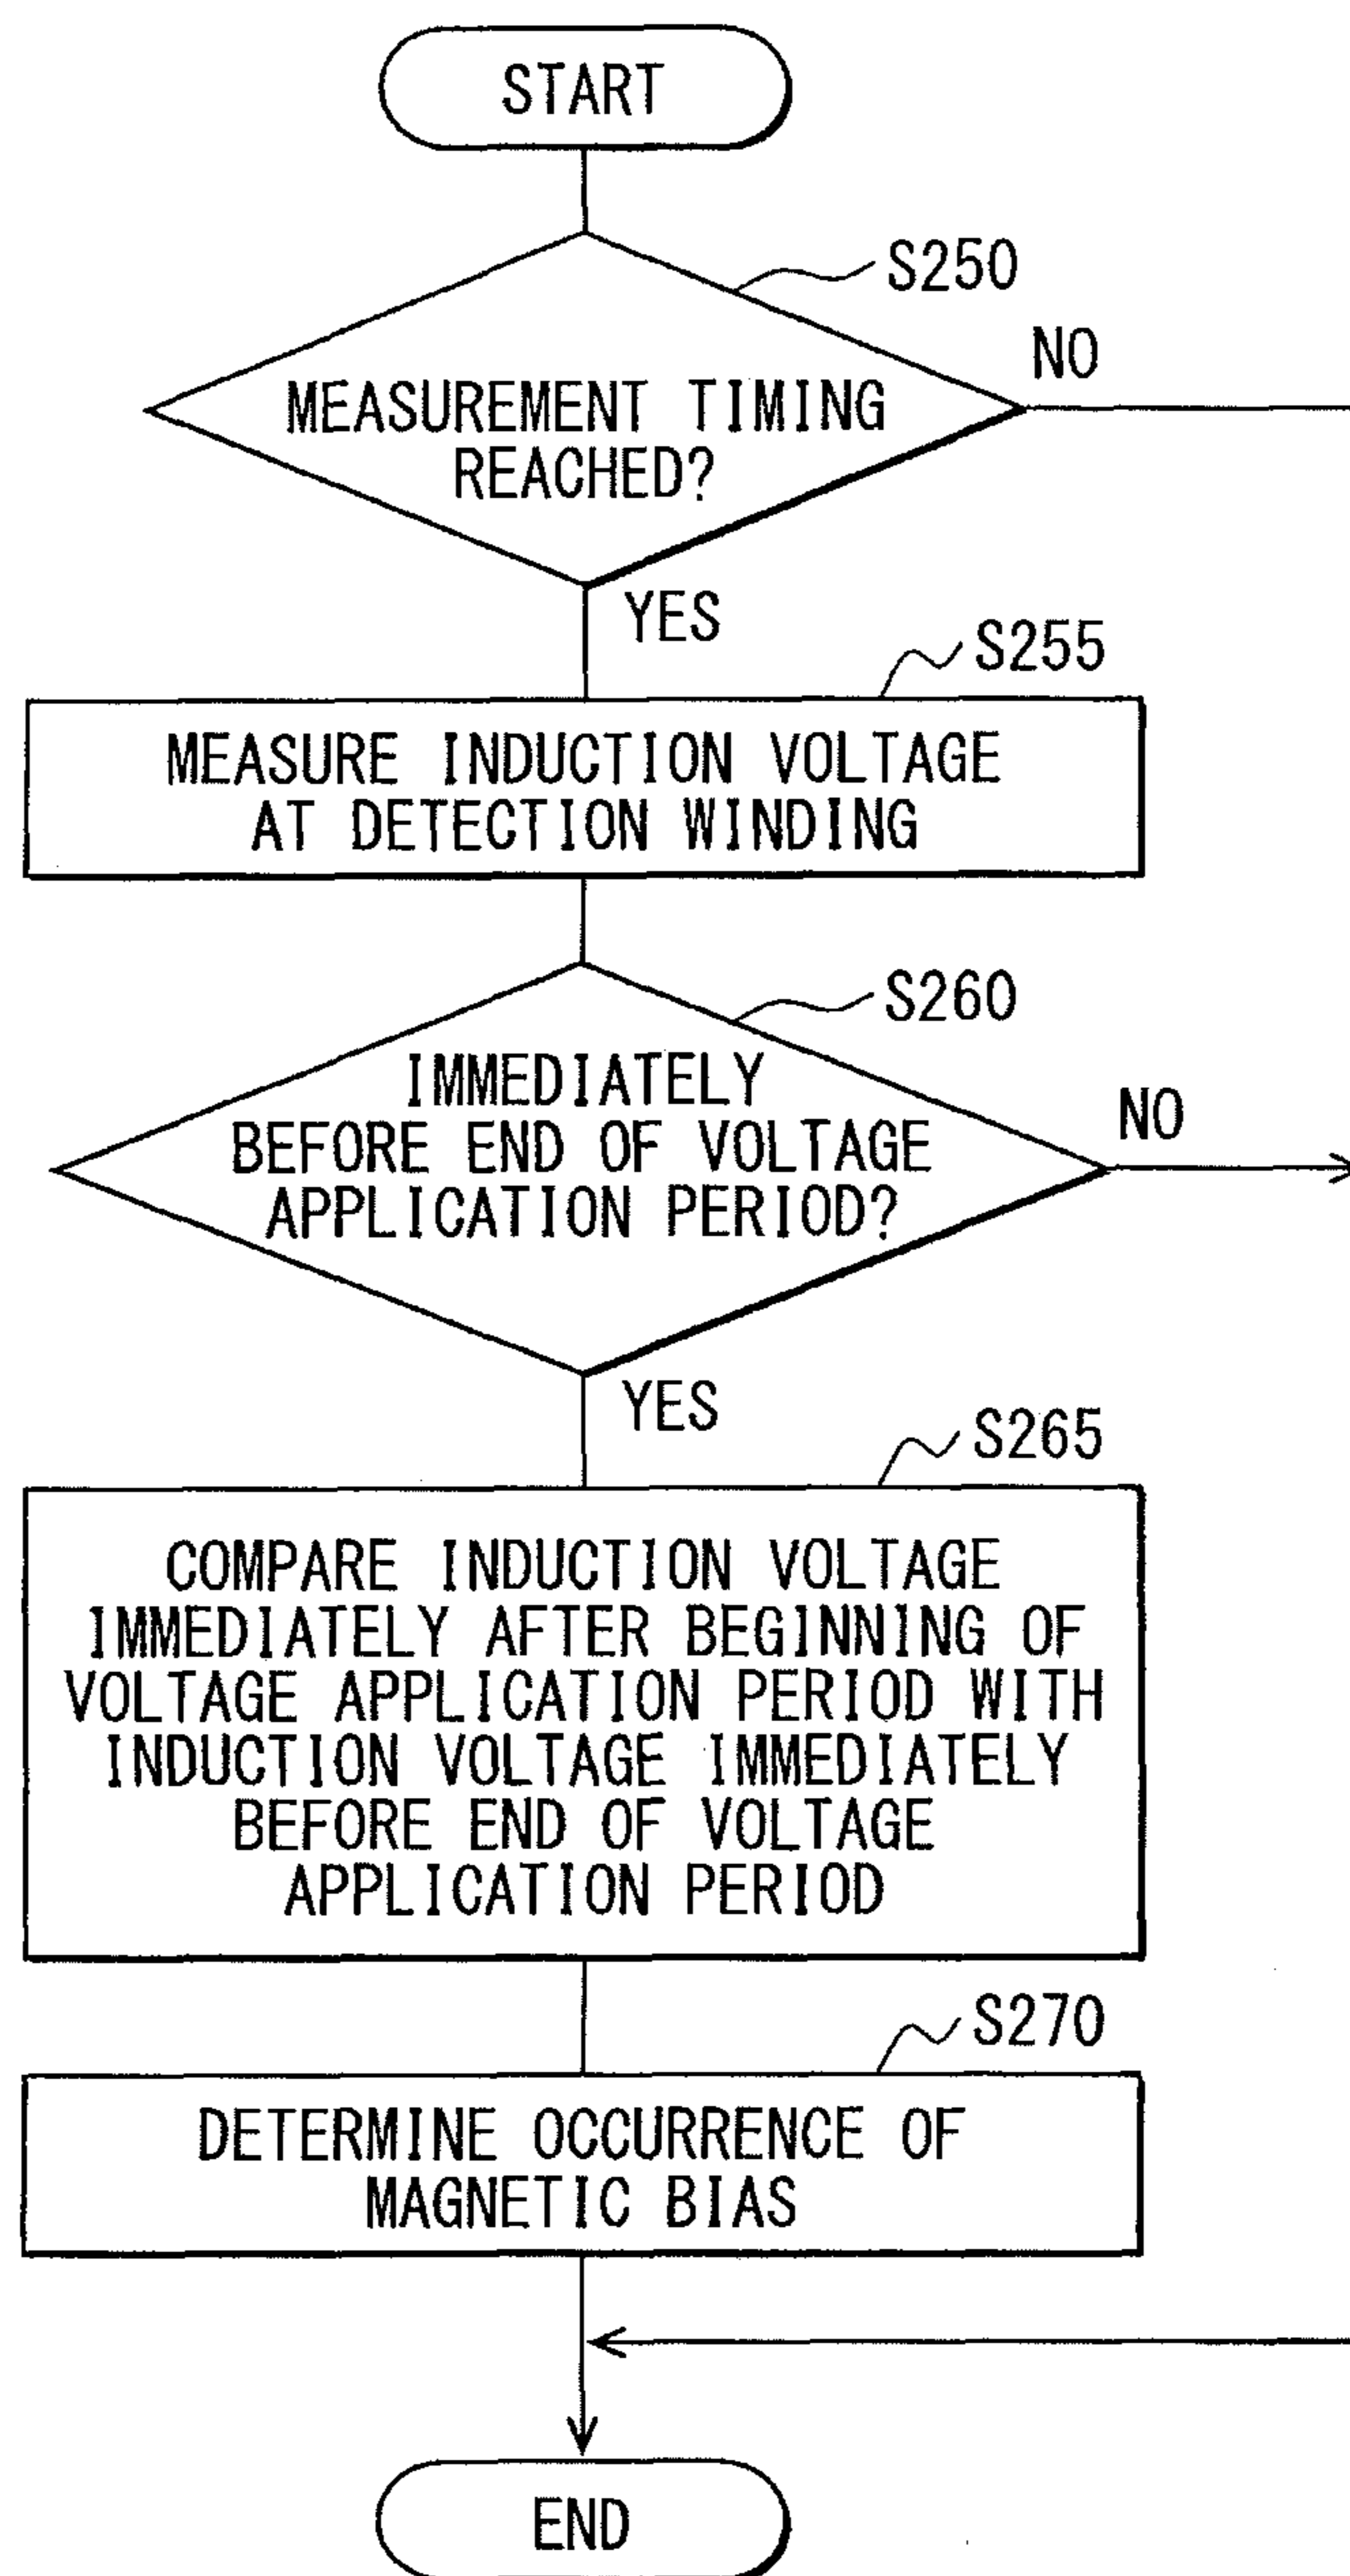 START
S250
NO
MEASUREMENT TIMING
REACHED?
YES
S255
MEASURE INDUCTION VOLTAGE
AT DETECTION WINDING
S260
IMMEDIATELY
BEFORE END OF VOLTAGE
APPLICATION PERIOD?
NO
YES
S265
COMPARE INDUCTION VOLTAGE
IMMEDIATELY AFTER BEGINNING OF
VOLTAGE APPLICATION PERIOD WITH
INDUCTION VOLTAGE IMMEDIATELY
BEFORE END OF VOLTAGE
APPLICATION PERIOD
S270
DETERMINE OCCURRENCE OF
MAGNETIC BIAS
END